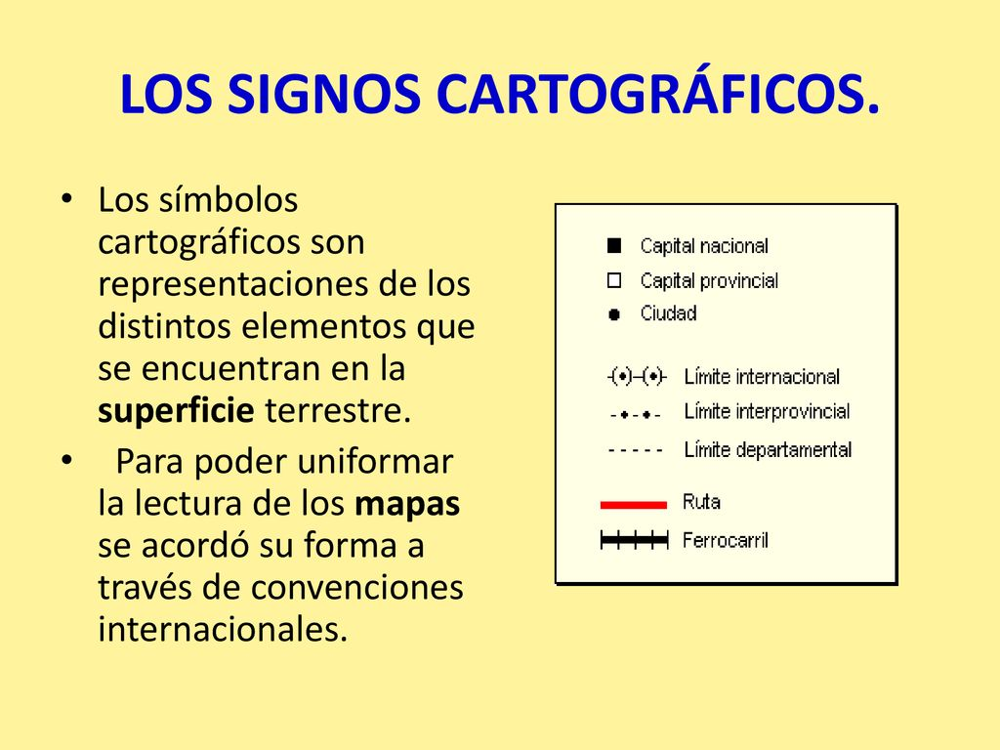 LOS SIGNOS CARTOGRÁFICOS.
• Los símbolos
cartográficos son
representaciones de los
distintos elementos que
se encuentran en la
superficie terrestre.
• Para poder uniformar
la lectura de los mapas
se acordó su forma a
través de convenciones
internacionales.
Capital nacional
Capital provincial
Ciudad
Límite internacional
Límite interprovincial
Límite departamental
Ruta
Ferrocarril